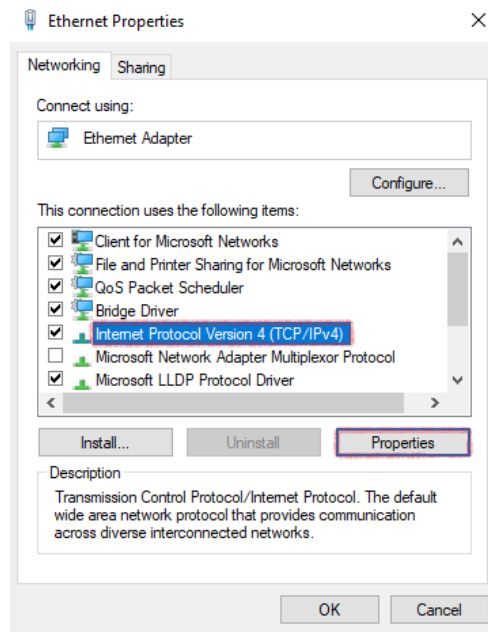 Ethernet Properties
Networking
Sharing
Connect using:
Ethernet Adapter
Configure...
This connection uses the following items:
Client for Microsoft Networks
File and Printer Sharing for Microsoft Networks
QoS Packet Scheduler
Bridge Driver
Internet Protocol Version 4 (TCP/IPv4)
Microsoft Network Adapter Multiplexor Protocol
Microsoft LLDP Protocol Driver
Install...
Uninstall
Properties
Description
Transmission Control Protocol/Internet Protocol. The default
wide area network protocol that provides communication
across diverse interconnected networks.
OK
Cancel